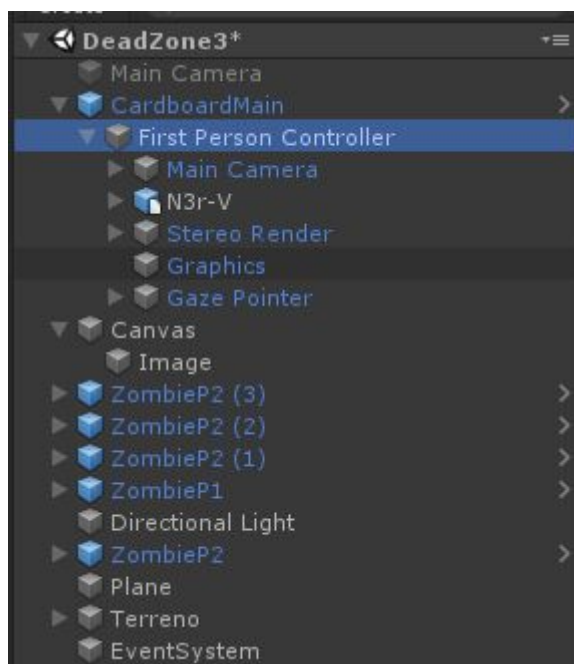 Create
DeadZone3*
Main Camera
CardboardMain
First Person Controller
Main Camera
N3r-V
Stereo Render
Graphics
Gaze Pointer
Canvas
Image
ZombieP2 (3)
ZombieP2 (2)
ZombieP2 (1)
ZombieP1
Directional Light
ZombieP2
Plane
Terreno
EventSystem